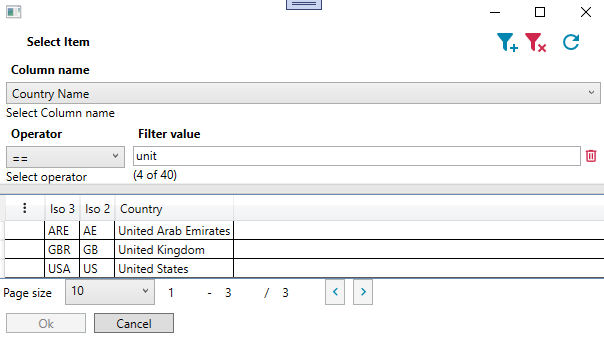 Select Item
Column name
Country Name
Select Column name
Operator Filter value
== unit
Select operator (4 of 40)
Iso 3 Iso 2 Country
ARE AE United Arab Emirates
GBR GB United Kingdom
USA US United States
Page size 10 1 - 3 / 3 < >
Ok Cancel